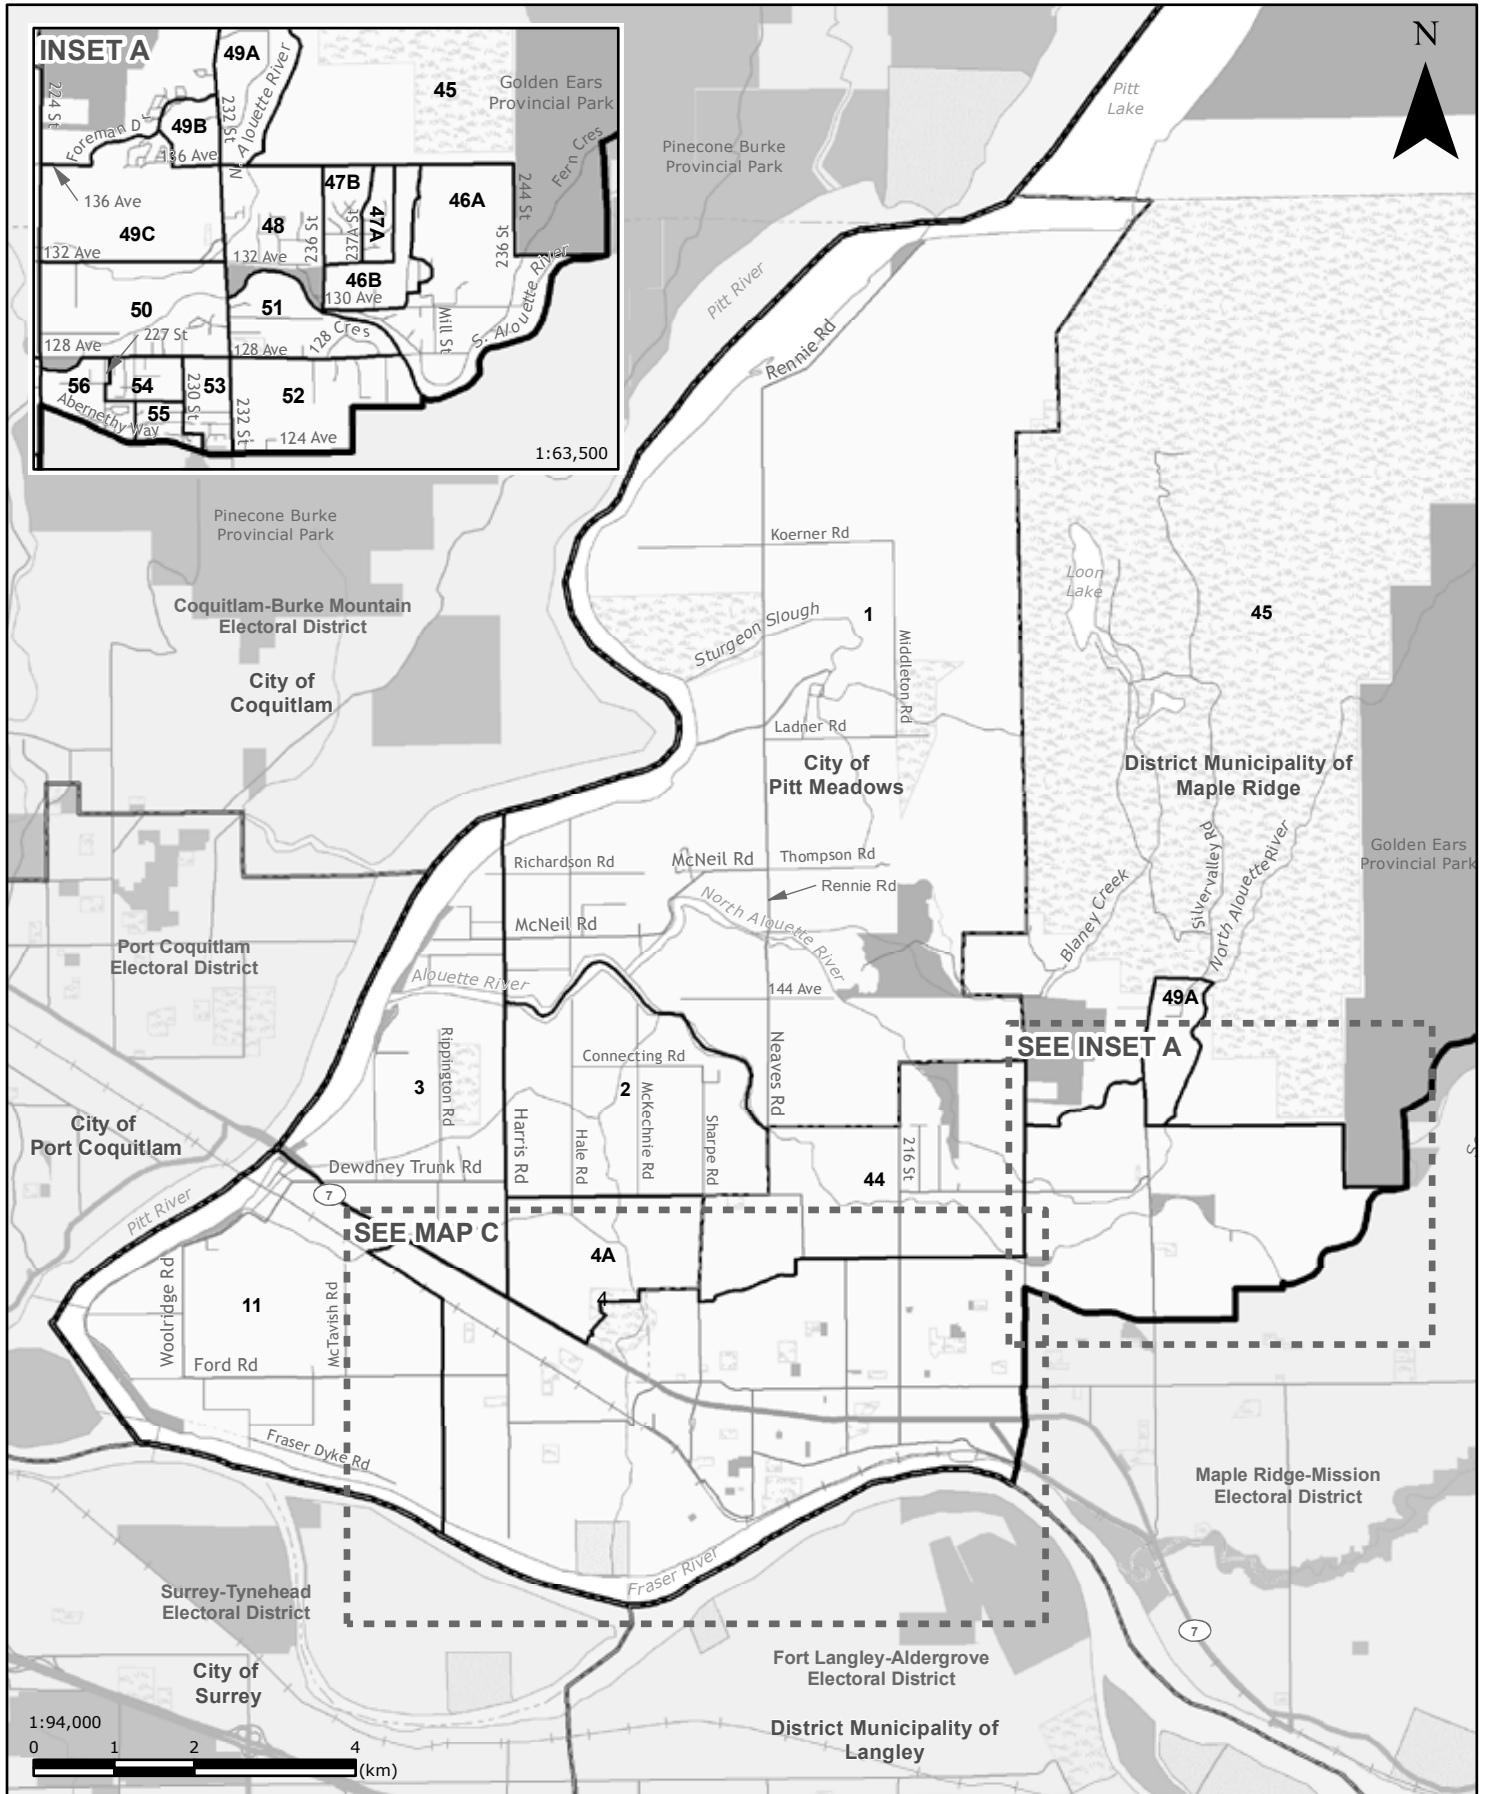 INSET A
49A
45
Golden Ears
Provincial Park
224 St
232 St
N. Alouette River
Foreman Dr
49B
136 Ave
Fern Cres
136 Ave
47B
46A
244 St
49C
48
236 St
237A St
47A
236 St
132 Ave
132 Ave
46B
130 Ave
50
51
227 St
128 Cres
Mill St
S. Alouette River
128 Ave
128 Ave
56
54
230 St
53
52
55
232 St
Abernethy Way
124 Ave
1:63,500
N
Pitt
Lake
Pinecone Burke
Provincial Park
Pitt River
Rennie Rd
Pinecone Burke
Provincial Park
Koerner Rd
Loon
Lake
Coquitlam-Burke Mountain
Electoral District
Sturgeon Slough
1
45
Middleton Rd
City of
Coquitlam
Ladner Rd
City of
Pitt Meadows
District Municipality of
Maple Ridge
Richardson Rd
McNeil Rd
Thompson Rd
Silvervalley Rd
North Alouette River
Golden Ears
Provincial Park
Rennie Rd
North Alouette River
McNeil Rd
Blaney Creek
Port Coquitlam
Electoral District
Alouette River
144 Ave
49A
SEE INSET A
Rippington Rd
Connecting Rd
Neaves Rd
3
2
McKechnie Rd
City of
Port Coquitlam
Harris Rd
Hale Rd
Sharpe Rd
216 St
Dewdney Trunk Rd
44
7
Pitt River
SEE MAP C
4A
Woolridge Rd
11
McTavish Rd
4
Ford Rd
Fraser Dyke Rd
Maple Ridge-Mission
Electoral District
Fraser River
Surrey-Tynehead
Electoral District
7
Fort Langley-Aldergrove
Electoral District
City of
Surrey
District Municipality of
Langley
1:94,000
0 1 2 4
(km)